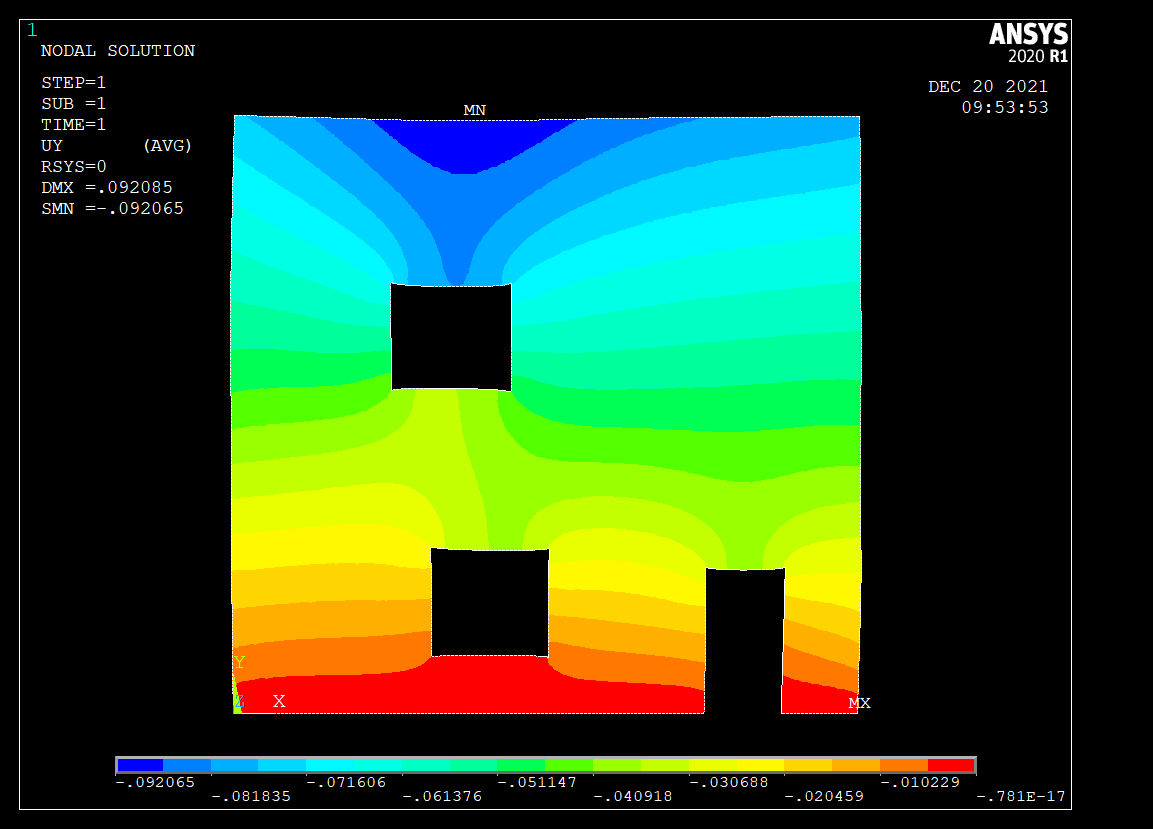 1
NODAL SOLUTION
STEP=1
SUB =1
TIME=1
UY (AVG)
RSYS=0
DMX =.092085
SMN =-.092065
ANSYS
2020 R1
DEC 20 2021
09:53:53
MN
Y
Z X
MX
-.092065 -.071606 -.051147 -.030688 -.010229
-.081835 -.061376 -.040918 -.020459 -.781E-17